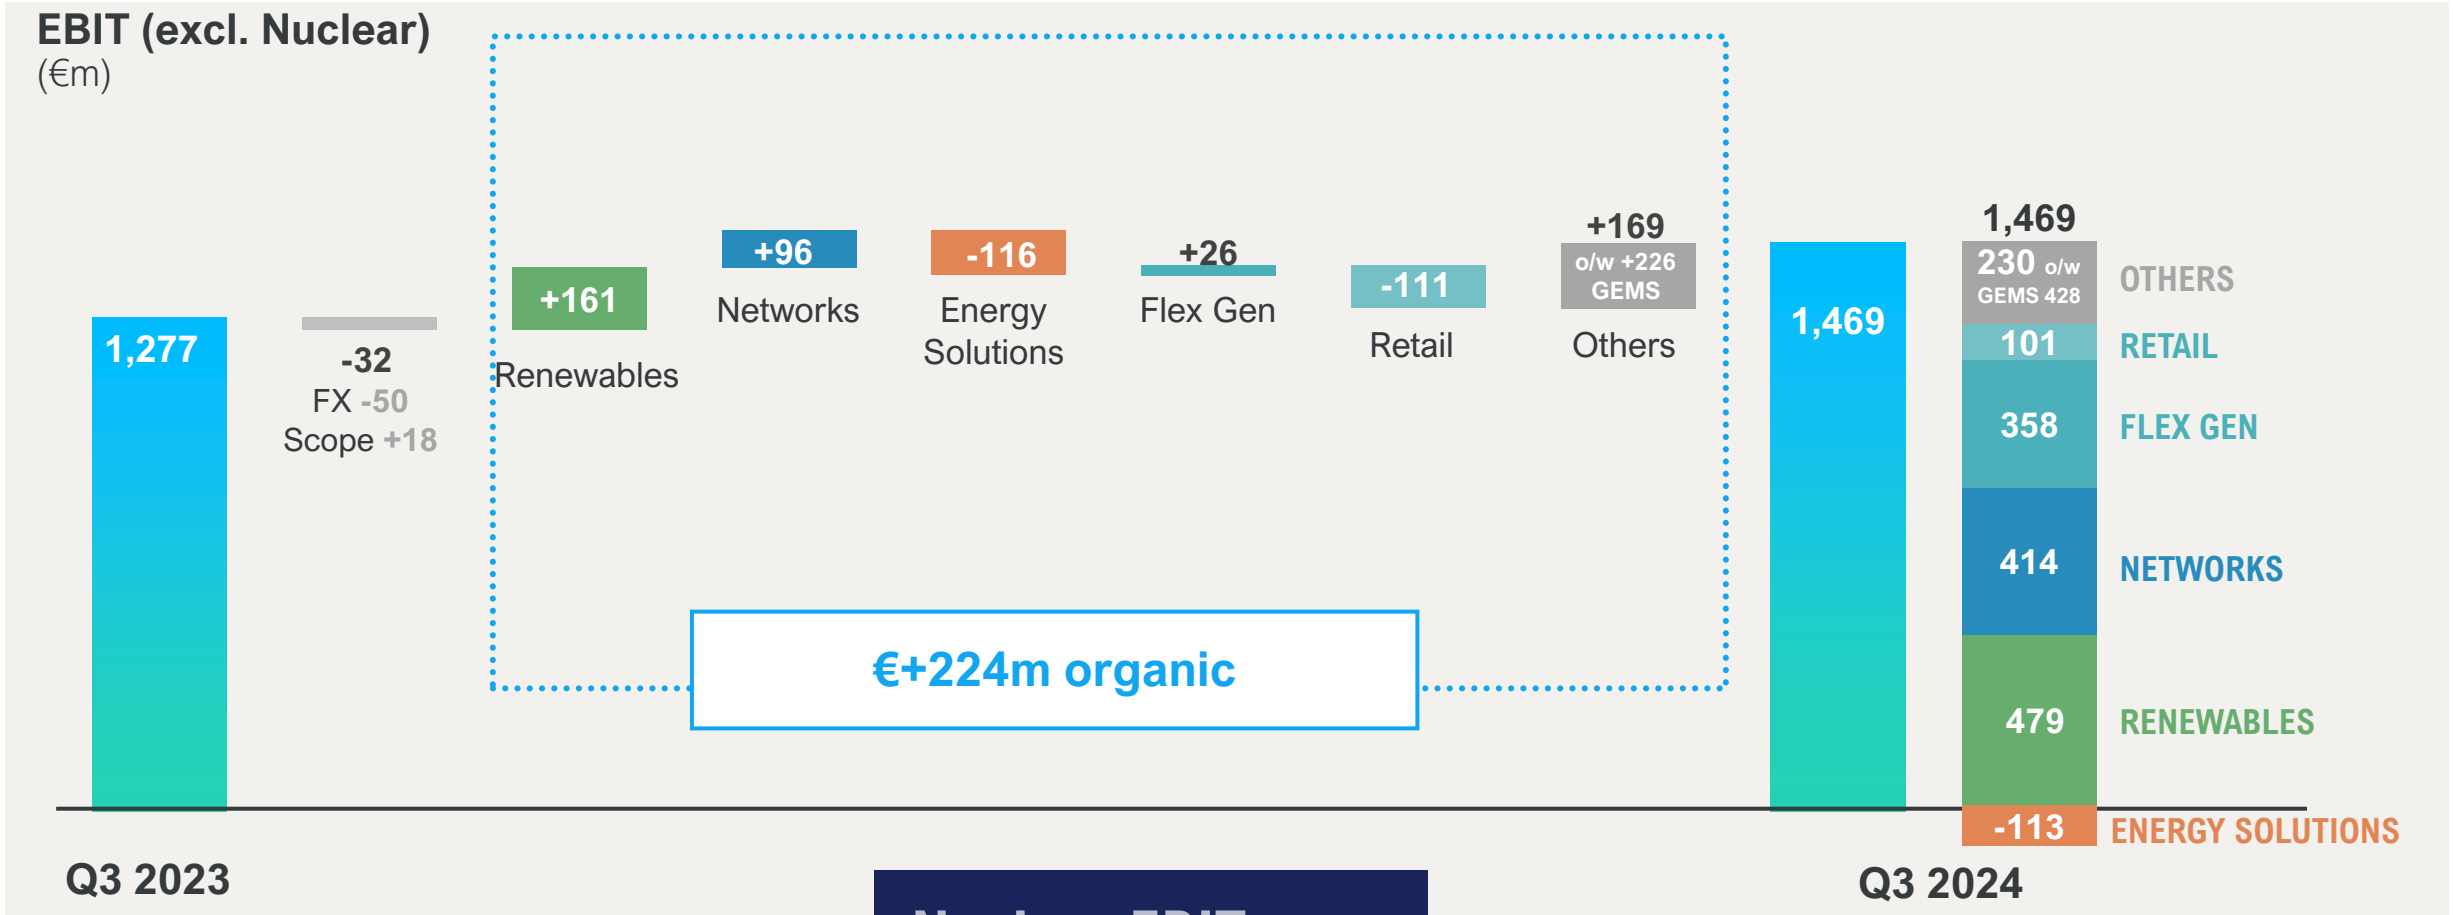 EBIT (excl. Nuclear)
(€m)
1,277
-32
FX -50
Scope +18
+161
Renewables
+96
Networks
-116
Energy
Solutions
+26
Flex Gen
-111
Retail
+169
o/w +226
GEMS
Others
€+224m organic
1,469
1,469
230 o/w
GEMS 428
OTHERS
101
RETAIL
358
FLEX GEN
414
NETWORKS
479
RENEWABLES
-113
ENERGY SOLUTIONS
Q3 2023
Q3 2024